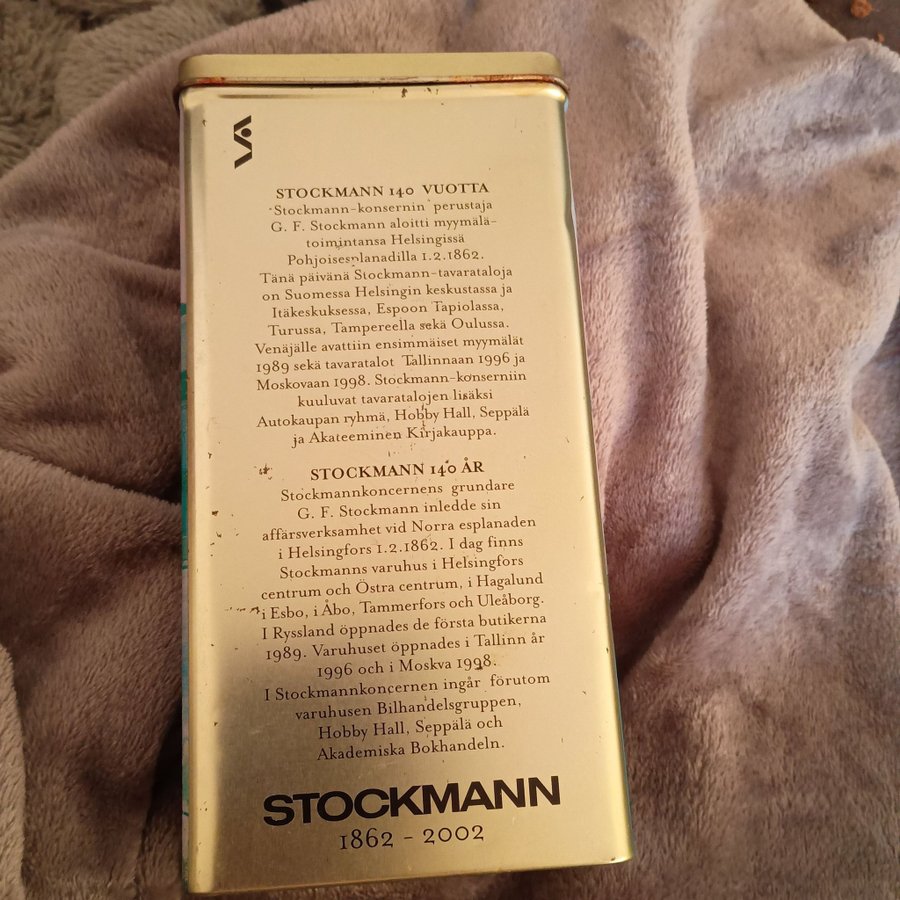 STOCKMANN 140 VUOTTA
Stockmann-konsernin perustaja
G. F. Stockmann aloitti myymälä-
toimintansa Helsingissä
Pohjoisesplanadilla 1.2.1862.
Tänä päivänä Stockmann-tavarataloja
on Suomessa Helsingin keskustassa ja
Itäkeskuksessa, Espoon Tapiolassa,
Turussa, Tampereella sekä Oulussa.
Venäjälle avattiin ensimmäiset myymälät
1989 sekä tavaratalot Tallinnaan 1996 ja
Moskovaan 1998. Stockmann-konserniin
kuuluvat tavaratalojen lisäksi
Autokaupan ryhmä, Hobby Hall, Seppälä
ja Akateeminen Kirjakauppa.
STOCKMANN 140 ÅR
Stockmannkoncernens grundare
G. F. Stockmann inledde sin
affärsverksamhet vid Norra esplanaden
i Helsingfors 1.2.1862. I dag finns
Stockmanns varuhus i Helsingfors
centrum och Östra centrum, i Hagalund
i Esbo, i Åbo, Tammerfors och Uleåborg.
I Ryssland öppnades de första butikerna
1989. Varuhuset öppnades i Tallinn år
1996 och i Moskva 1998.
I Stockmannkoncernen ingår förutom
varuhusen Bilhandelsgruppen,
Hobby Hall, Seppälä och
Akademiska Bokhandeln.
STOCKMANN
1862 - 2002